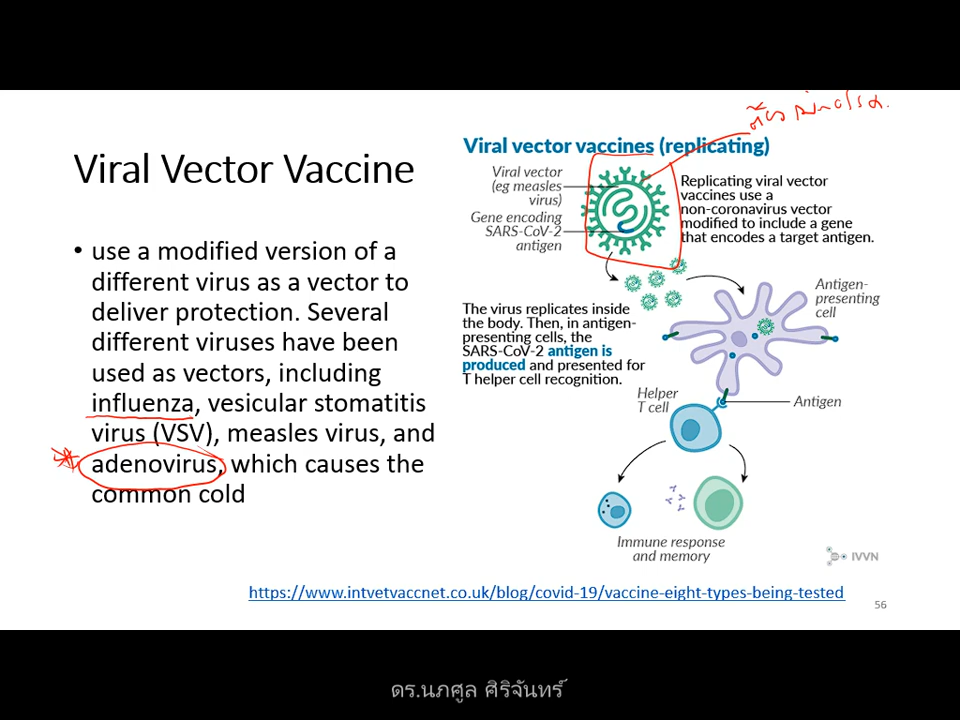 Viral Vector Vaccine
• use a modified version of a
different virus as a vector to
deliver protection. Several
different viruses have been
used as vectors, including
influenza, vesicular stomatitis
virus (VSV), measles virus, and
adenovirus, which causes the
common cold
Viral vector vaccines (replicating)
Viral vector
(eg measles
virus)
Gene encoding
SARS-CoV-2
antigen
Replicating viral vector
vaccines use a
non-coronavirus vector
modified to include a gene
that encodes a target antigen.
The virus replicates inside
the body. Then, in antigen-
presenting cells, the
SARS-CoV-2 antigen is
produced and presented for
T helper cell recognition.
Antigen-
presenting
cell
Helper
T cell
Antigen
Immune response
and memory
IVVN
https://www.intvetvaccnet.co.uk/blog/covid-19/vaccine-eight-types-being-tested
56
ดร.นภศูล ศิริจันทร์